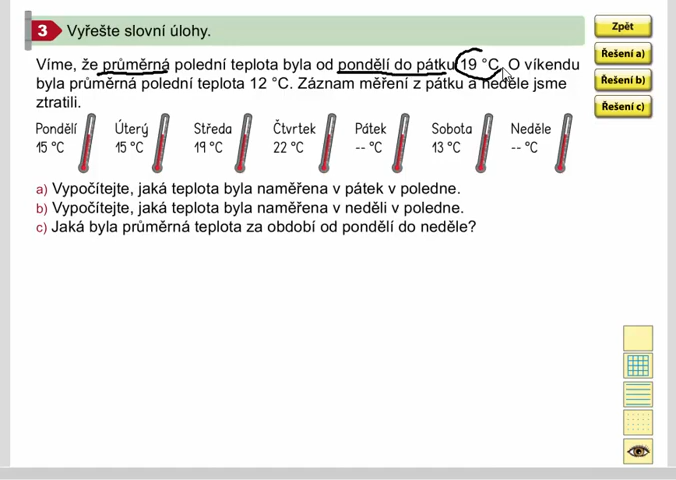 3 Vyřešte slovní úlohy.
Zpět
Řešení a)
Řešení b)
Řešení c)
Víme, že průměrná polední teplota byla od pondělí do pátku 19 °C. O víkendu
byla průměrná polední teplota 12 °C. Záznam měření z pátku a neděle jsme
ztratili.
Pondělí Úterý Středa Čtvrtek Pátek Sobota Neděle
15 °C 15 °C 19 °C 22 °C -- °C 13 °C -- °C
a) Vypočítejte, jaká teplota byla naměřena v pátek v poledne.
b) Vypočítejte, jaká teplota byla naměřena v neděli v poledne.
c) Jaká byla průměrná teplota za období od pondělí do neděle?